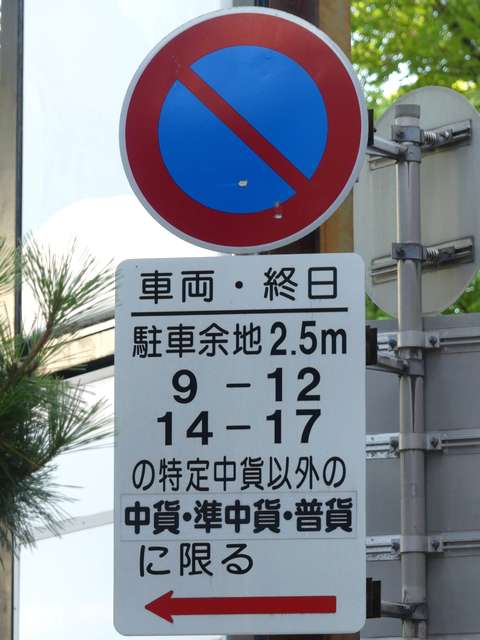 車両・終日
駐車余地2.5m
9－12
14－17
の特定中貨以外の
中貨・準中貨・普貨
に限る